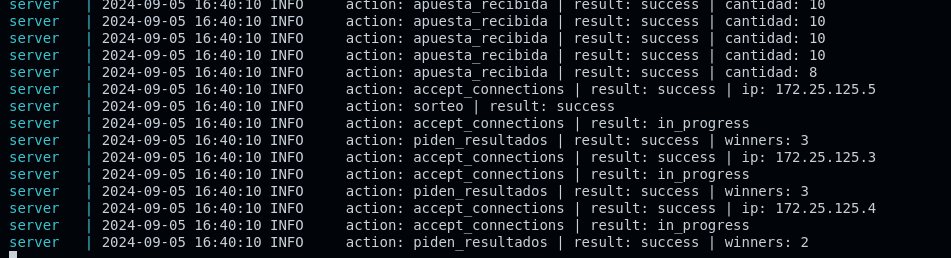 server | 2024-09-05 16:40:10 INFO action: apuesta_recibida | result: success | cantidad: 10
server | 2024-09-05 16:40:10 INFO action: apuesta_recibida | result: success | cantidad: 10
server | 2024-09-05 16:40:10 INFO action: apuesta_recibida | result: success | cantidad: 10
server | 2024-09-05 16:40:10 INFO action: apuesta_recibida | result: success | cantidad: 10
server | 2024-09-05 16:40:10 INFO action: apuesta_recibida | result: success | cantidad: 8
server | 2024-09-05 16:40:10 INFO action: accept_connections | result: success | ip: 172.25.125.5
server | 2024-09-05 16:40:10 INFO action: sorteo | result: success
server | 2024-09-05 16:40:10 INFO action: accept_connections | result: in_progress
server | 2024-09-05 16:40:10 INFO action: piden_resultados | result: success | winners: 3
server | 2024-09-05 16:40:10 INFO action: accept_connections | result: success | ip: 172.25.125.3
server | 2024-09-05 16:40:10 INFO action: accept_connections | result: in_progress
server | 2024-09-05 16:40:10 INFO action: piden_resultados | result: success | winners: 3
server | 2024-09-05 16:40:10 INFO action: accept_connections | result: success | ip: 172.25.125.4
server | 2024-09-05 16:40:10 INFO action: accept_connections | result: in_progress
server | 2024-09-05 16:40:10 INFO action: piden_resultados | result: success | winners: 2